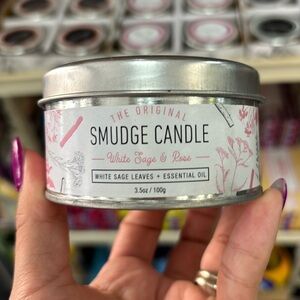 THE ORIGINAL
SMUDGE CANDLE
White Sage & Rose
WHITE SAGE LEAVES + ESSENTIAL OIL
3.5oz / 100g